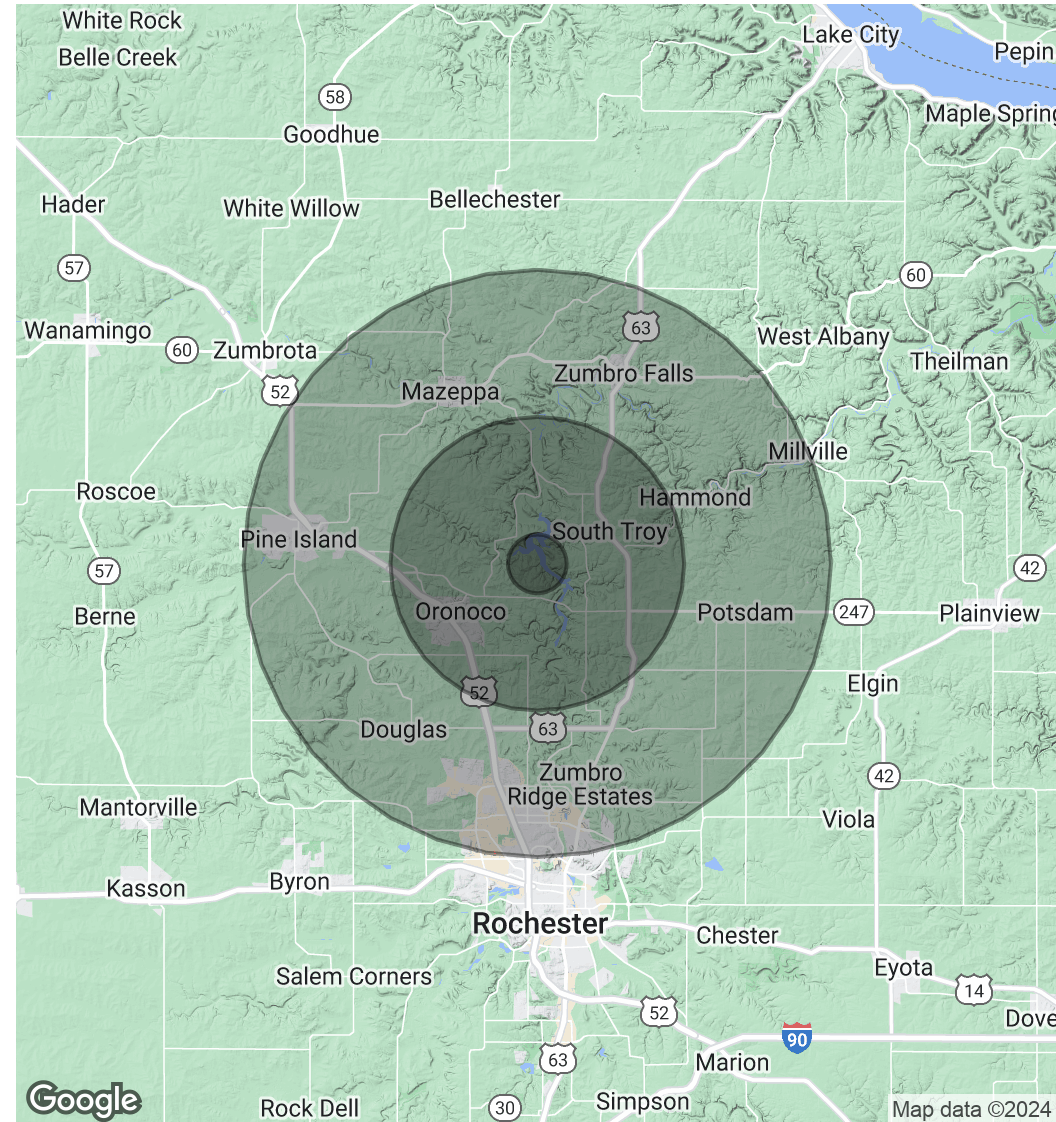 White Rock
Lake City
Belle Creek
Pepin
58
Maple Spring
Goodhue
Hader
White Willow
Bellechester
57
60
63
Wanamingo
West Albany
60
Zumbrota
Theilman
Zumbro Falls
52
Mazeppa
Millville
Roscoe
Hammond
South Troy
Pine Island
57
42
Oronoco
Potsdam
247
Plainview
Berne
Elgin
52
Douglas
63
Zumbro
Ridge Estates
42
Mantorville
Viola
Byron
Kasson
Rochester
Chester
Salem Corners
Eyota
14
52
Dove
90
63
Marion
Google
Rock Dell
30
Simpson
Map data ©2024